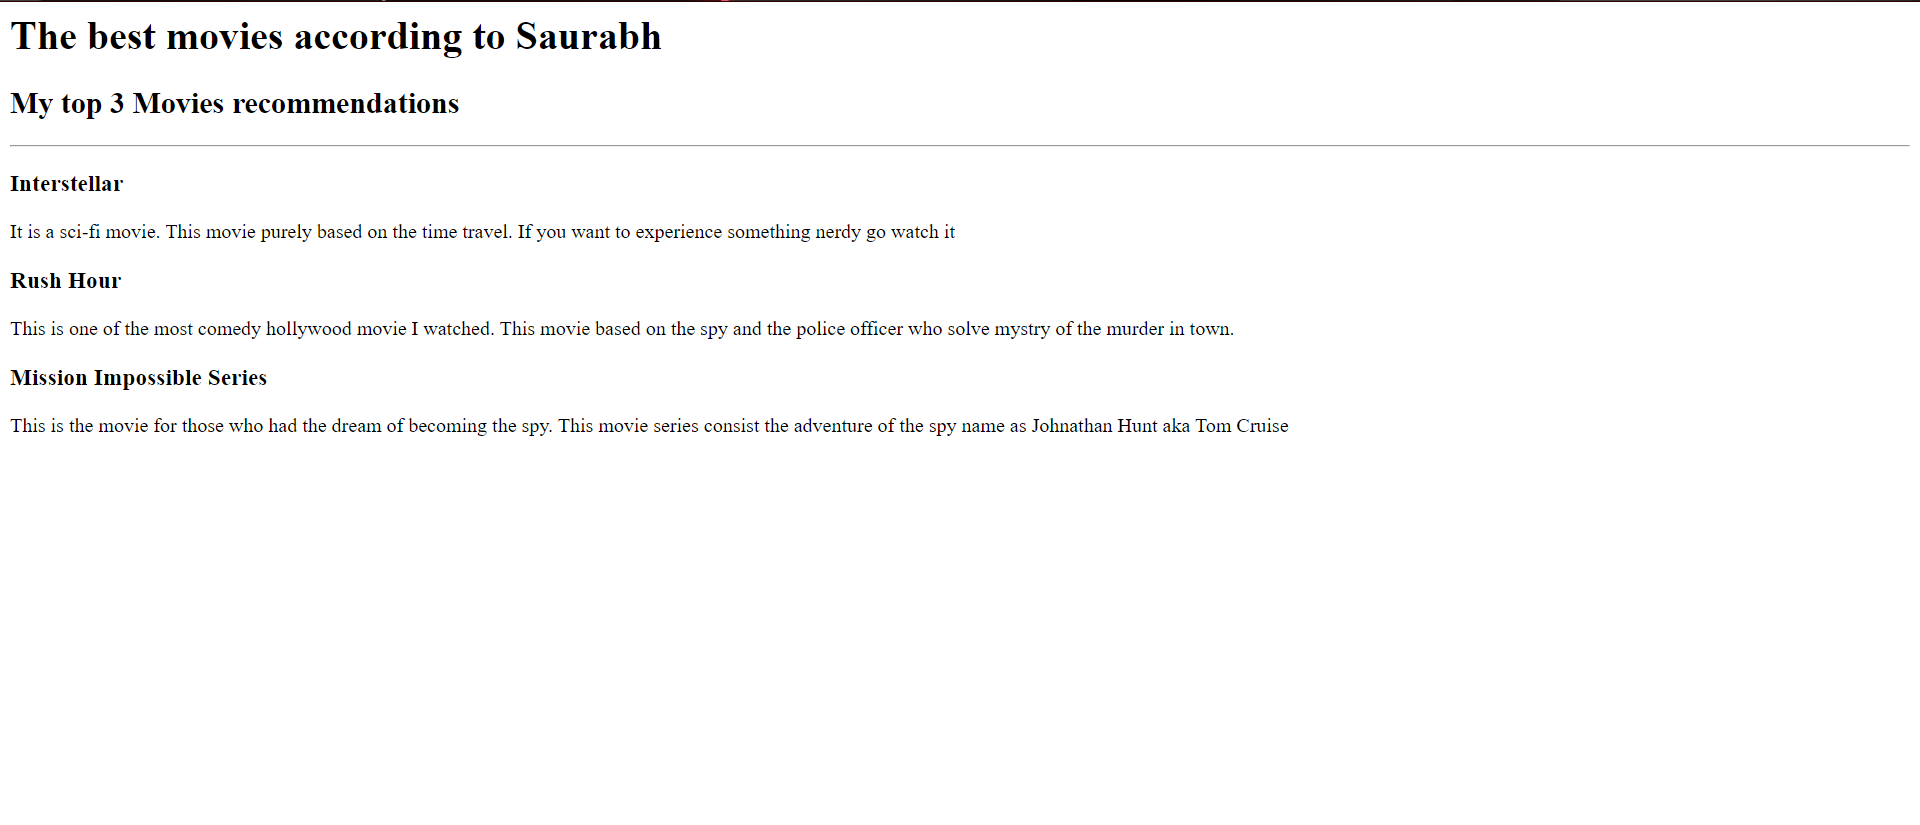 The best movies according to Saurabh
My top 3 Movies recommendations
Interstellar
It is a sci-fi movie. This movie purely based on the time travel. If you want to experience something nerdy go watch it
Rush Hour
This is one of the most comedy hollywood movie I watched. This movie based on the spy and the police officer who solve mystry of the murder in town.
Mission Impossible Series
This is the movie for those who had the dream of becoming the spy. This movie series consist the adventure of the spy name as Johnathan Hunt aka Tom Cruise